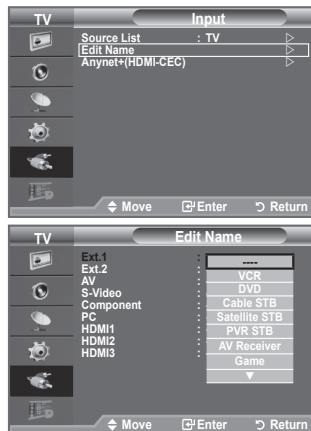 TV
Input
Source List : TV
Edit Name
Anynet+(HDMI-CEC)
Move Enter Return
TV
Edit Name
Ext.1 : ----
Ext.2 : VCR
AV : DVD
S-Video : Cable STB
Component : Satellite STB
PC : PVR STB
HDMI1 : AV Receiver
HDMI2 : Game
HDMI3 : ▼
Move Enter Return